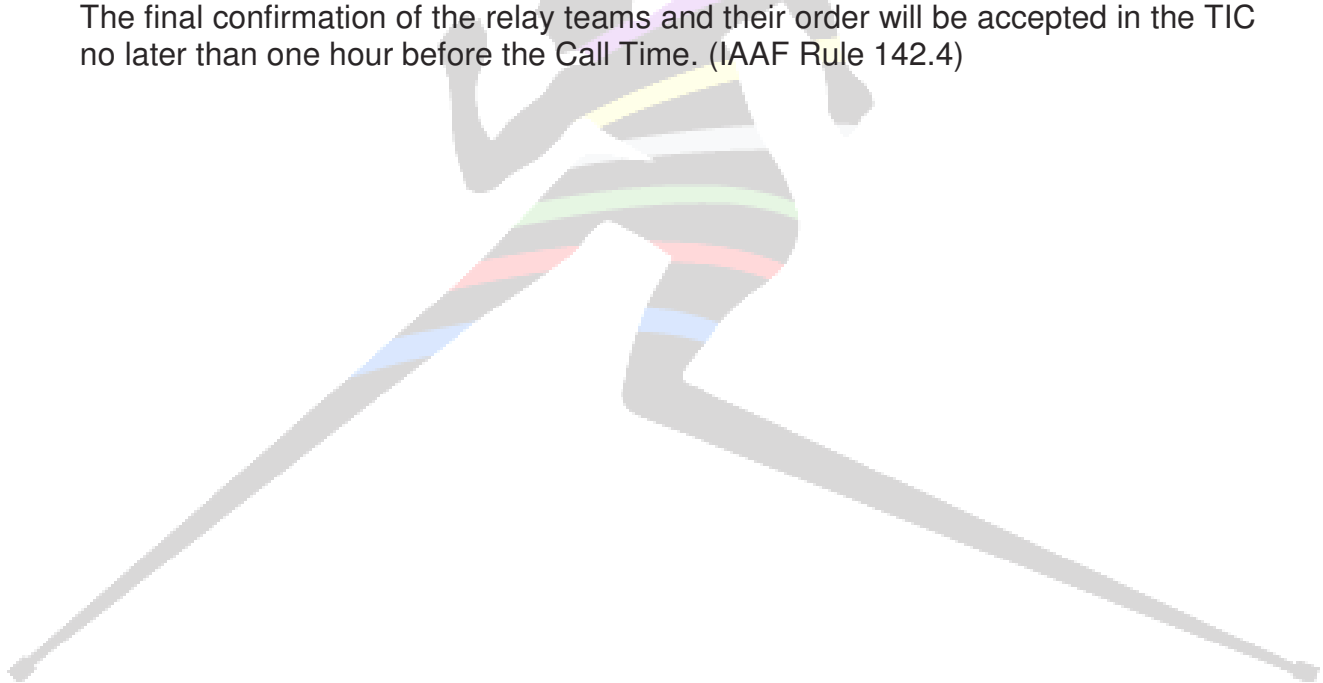 The final confirmation of the relay teams and their order will be accepted in the TIC
no later than one hour before the Call Time. (IAAF Rule 142.4)